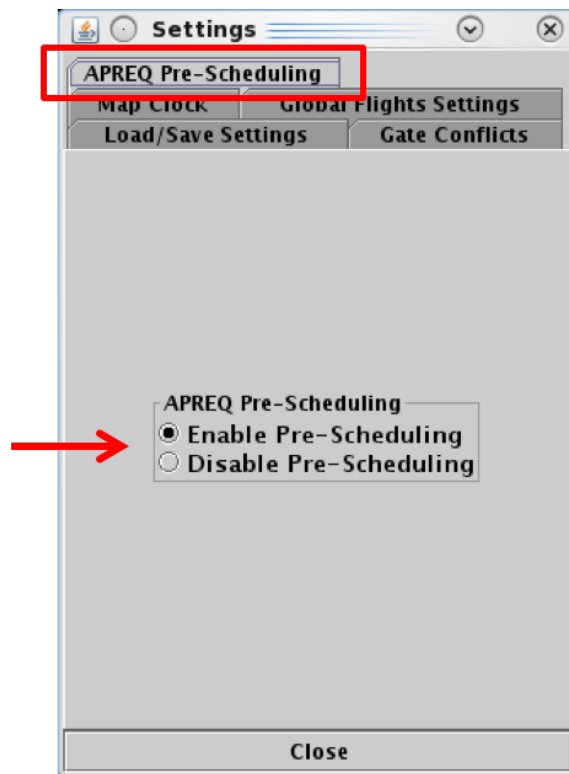 Settings
APREQ Pre-Scheduling
Map Clock Global Flights Settings
Load/Save Settings Gate Conflicts
APREQ Pre-Scheduling
Enable Pre-Scheduling
Disable Pre-Scheduling
Close